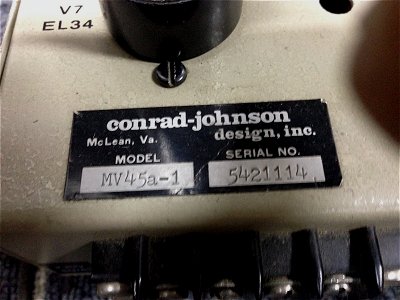 V7
EL34
conrad-johnson
McLean, Va. design, inc.
MODEL SERIAL NO.
MV45a-1 5421114